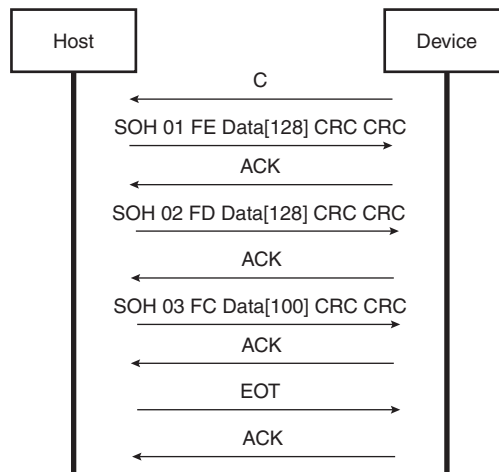 Host
Device
C
SOH 01 FE Data[128] CRC CRC
ACK
SOH 02 FD Data[128] CRC CRC
ACK
SOH 03 FC Data[100] CRC CRC
ACK
EOT
ACK